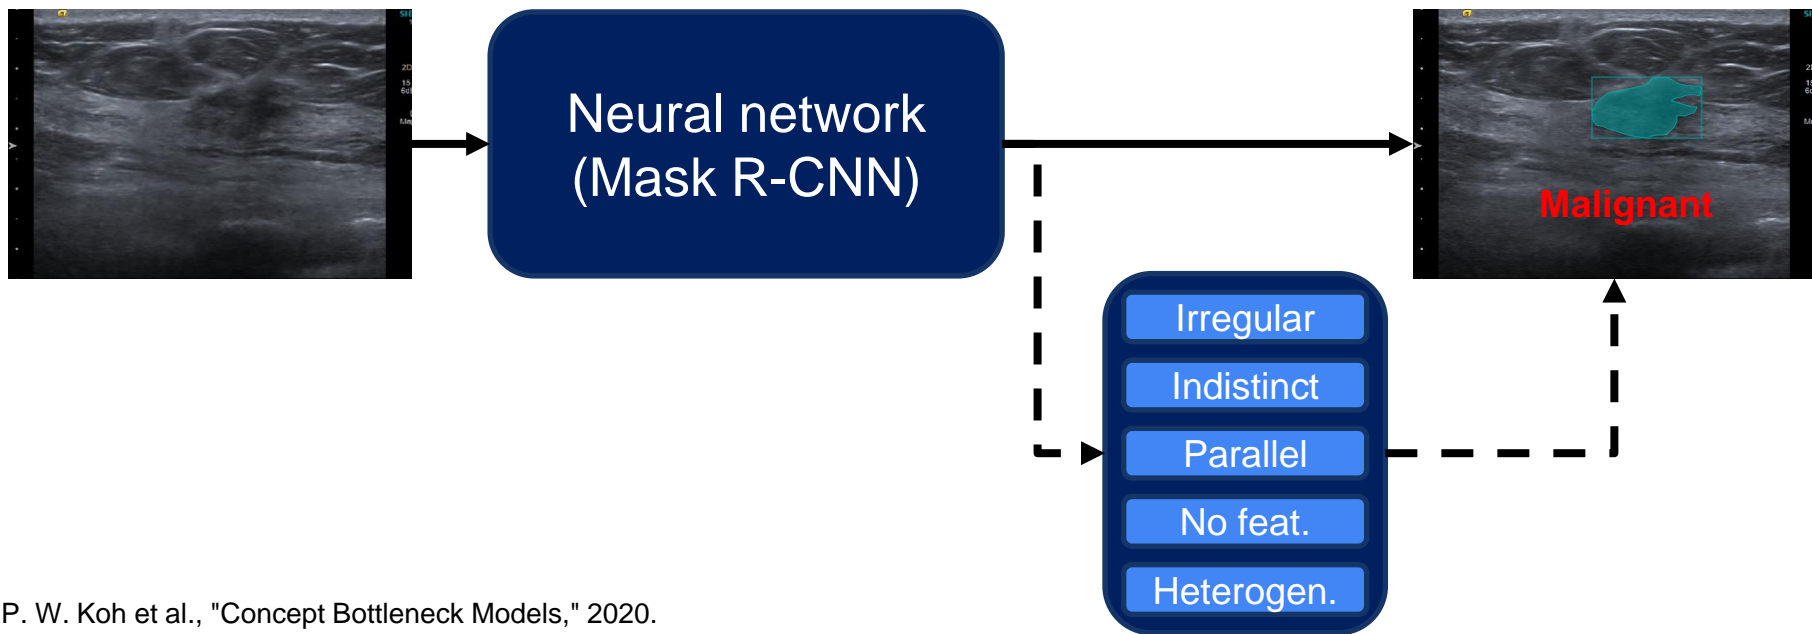 Neural network
(Mask R-CNN)
Malignant
Irregular
Indistinct
Parallel
No feat.
Heterogen.
P. W. Koh et al., "Concept Bottleneck Models," 2020.